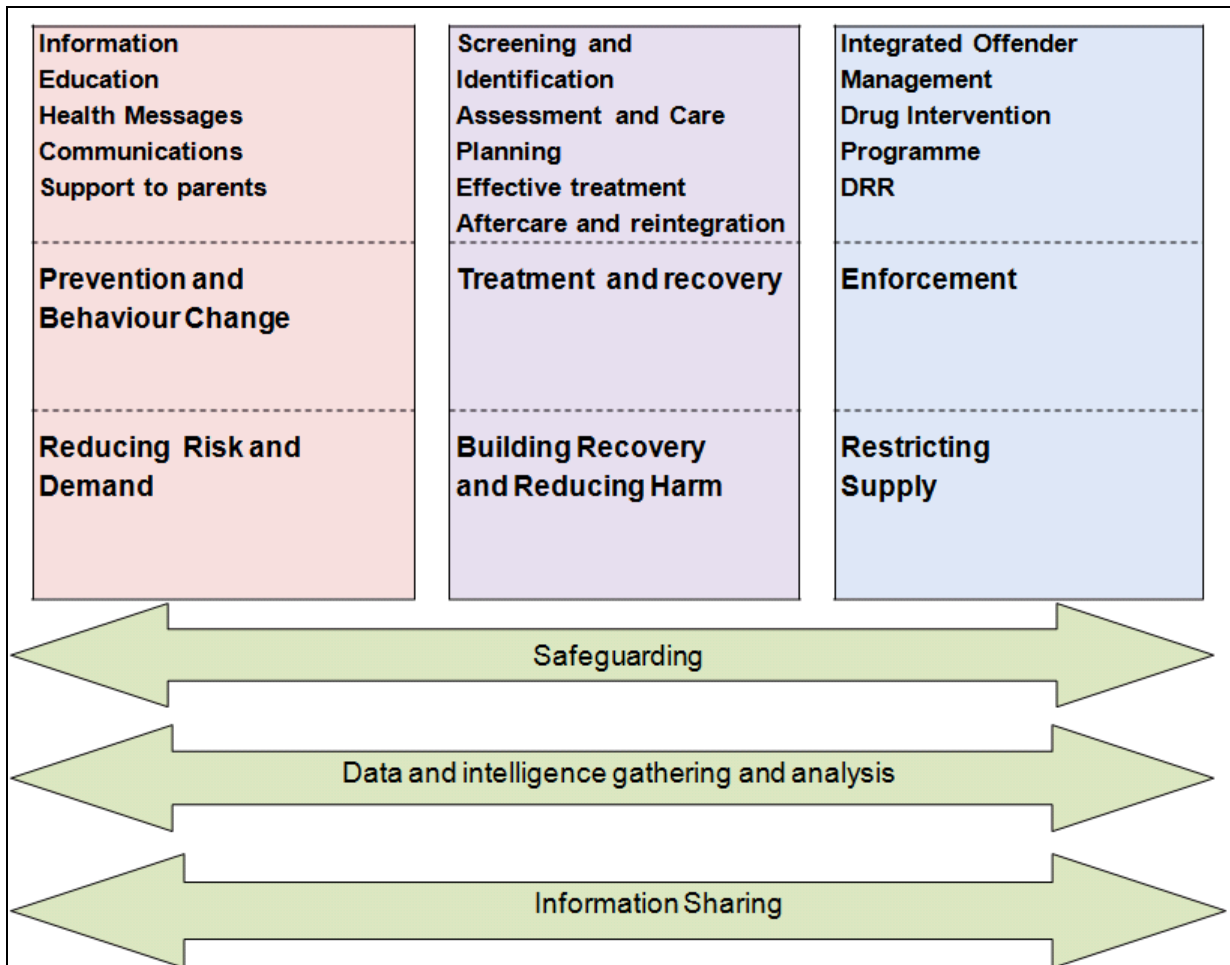 Information
Education
Health Messages
Communications
Support to parents
Prevention and
Behaviour Change
Reducing Risk and
Demand
Screening and
Identification
Assessment and Care
Planning
Effective treatment
Aftercare and reintegration
Treatment and recovery
Building Recovery
and Reducing Harm
Integrated Offender
Management
Drug Intervention
Programme
DRR
Enforcement
Restricting
Supply
Safeguarding
Data and intelligence gathering and analysis
Information Sharing